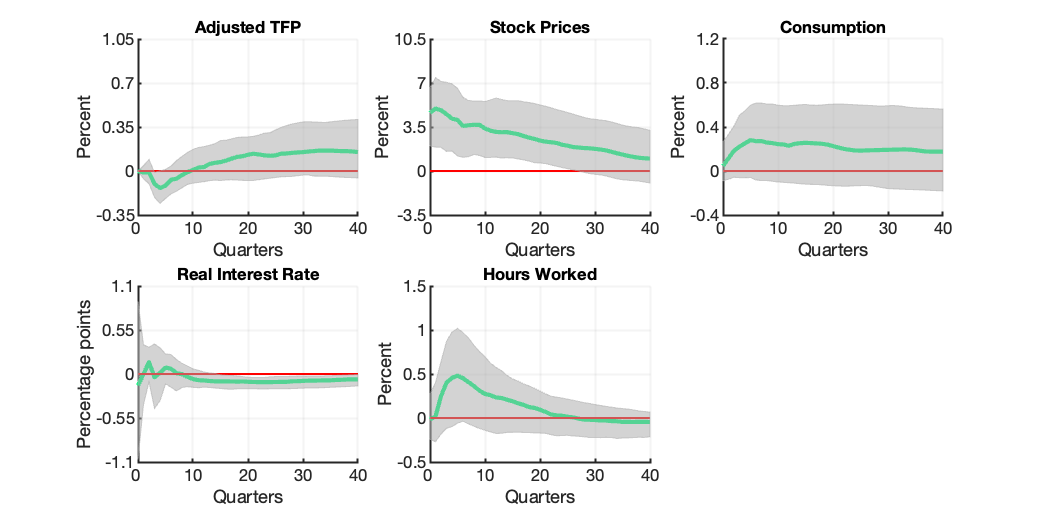 Adjusted TFP
Percent
1.05
0.7
0.35
0
-0.35
0 10 20 30 40
Quarters
Stock Prices
Percent
10.5
7
3.5
0
-3.5
0 10 20 30 40
Quarters
Consumption
Percent
1.2
0.8
0.4
0
-0.4
0 10 20 30 40
Quarters
Real Interest Rate
Percentage points
1.1
0.55
0
-0.55
-1.1
0 10 20 30 40
Quarters
Hours Worked
Percent
1.5
1
0.5
0
-0.5
0 10 20 30 40
Quarters